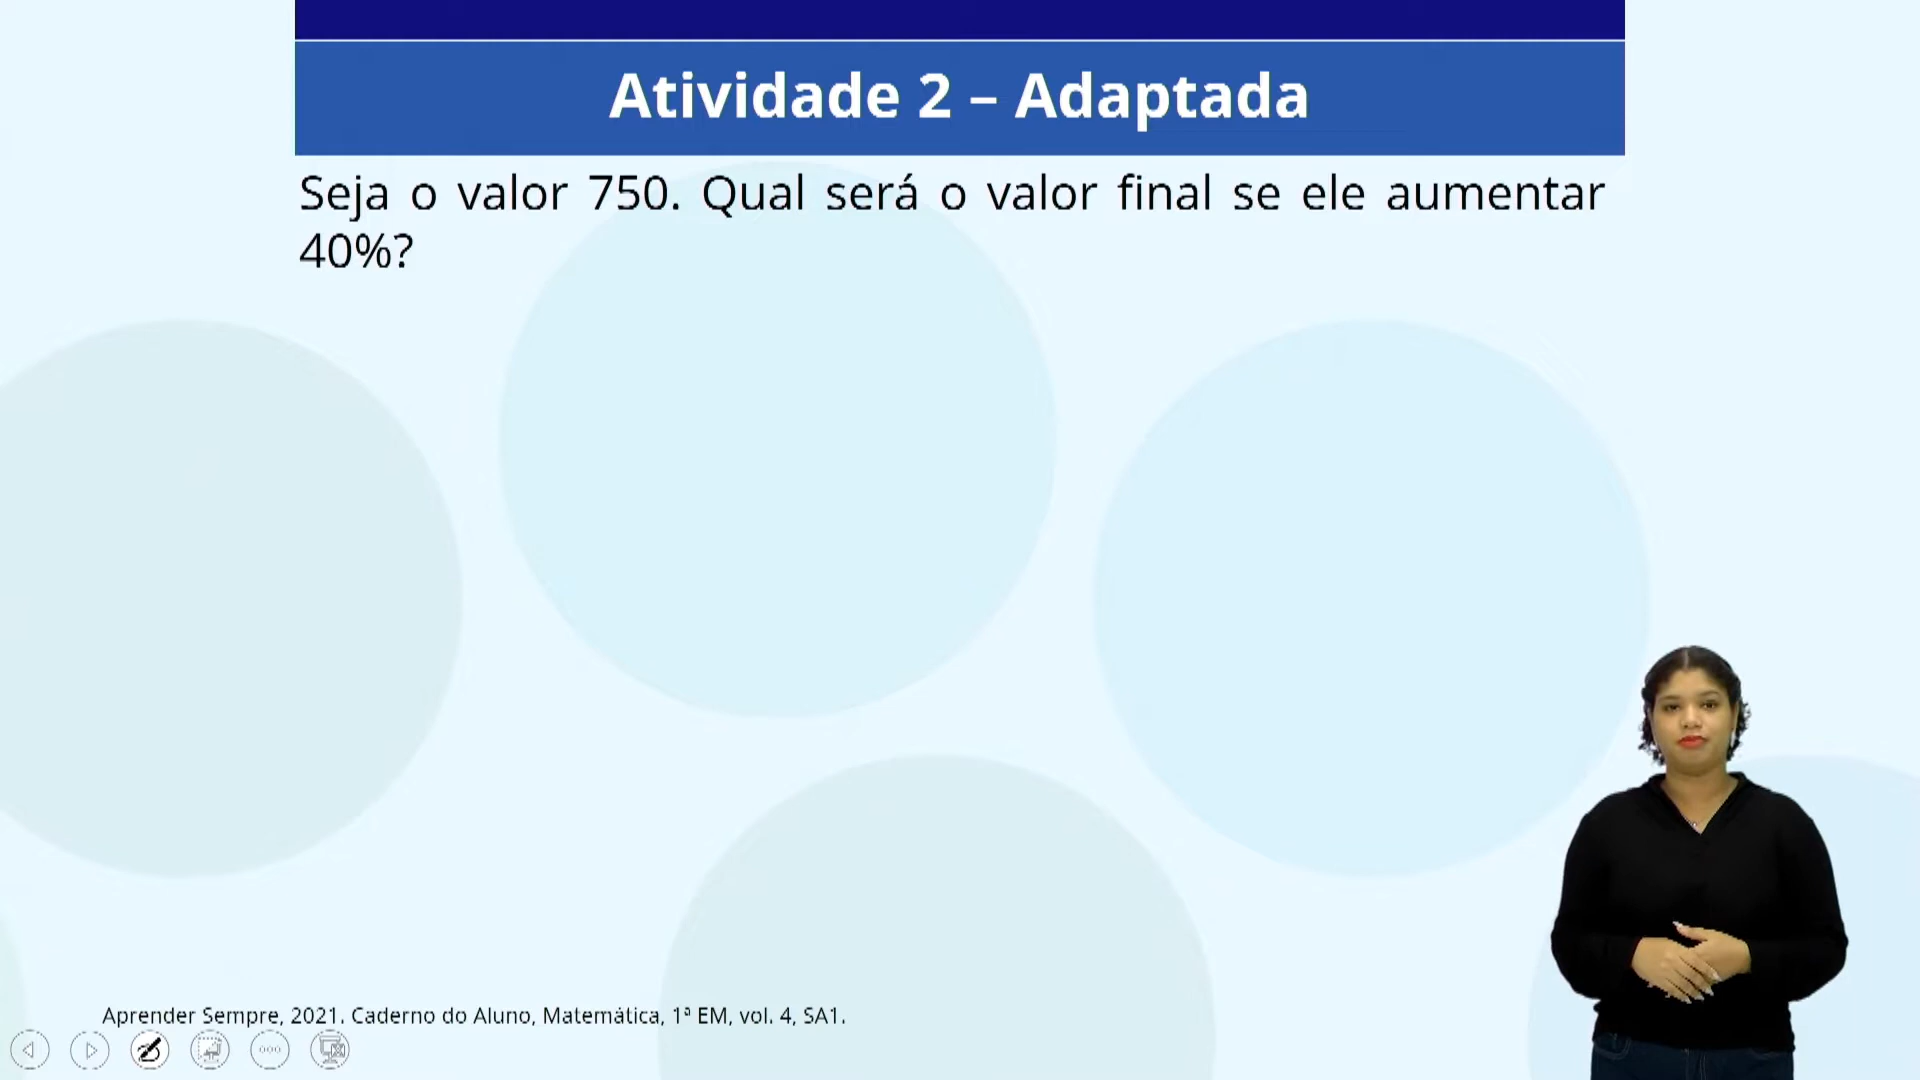 Atividade 2 – Adaptada
Seja o valor 750. Qual será o valor final se ele aumentar
40%?
Aprender Sempre, 2021. Caderno do Aluno, Matemática, 1ª EM, vol. 4, SA1.